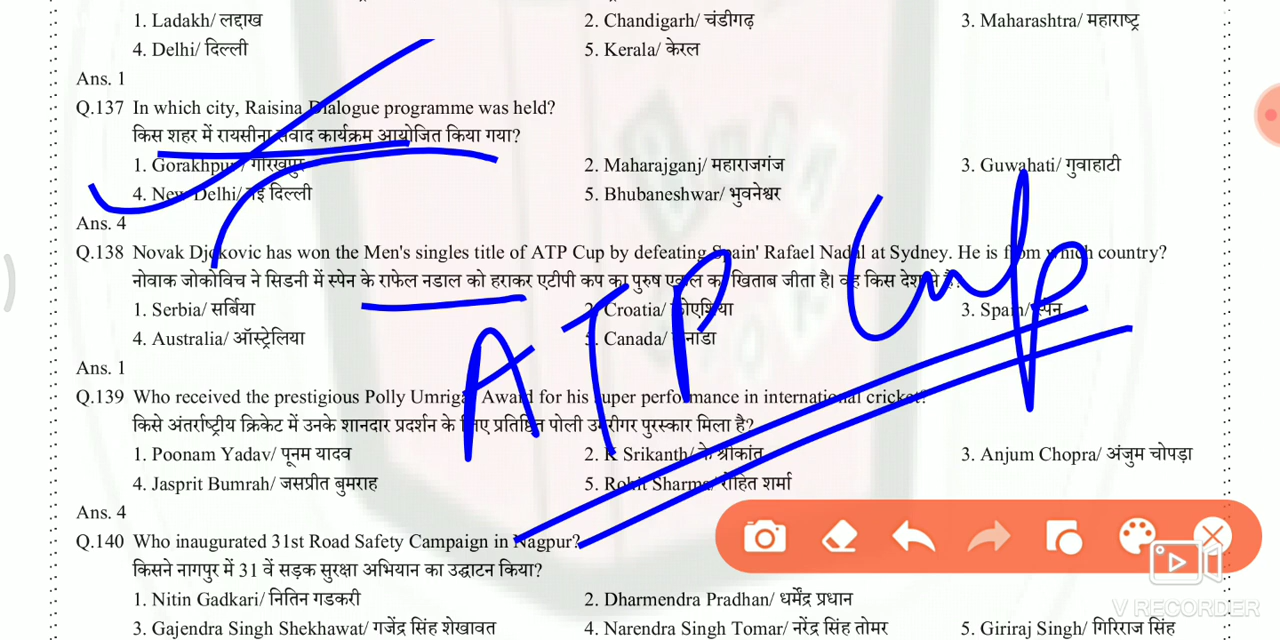 1. Ladakh/ लद्दाख 2. Chandigarh/ चंडीगढ़ 3. Maharashtra/ महाराष्ट्र
4. Delhi/ दिल्ली 5. Kerala/ केरल
Ans. 1
Q.137 In which city, Raisina Dialogue programme was held?
किस शहर में रायसीना संवाद कार्यक्रम आयोजित किया गया?
1. Gorakhpur/ गोरखपुर 2. Maharajganj/ महाराजगंज 3. Guwahati/ गुवाहाटी
4. New Delhi/ नई दिल्ली 5. Bhubaneshwar/ भुवनेश्वर
Ans. 4
Q.138 Novak Djokovic has won the Men's singles title of ATP Cup by defeating Spain' Rafael Nadal at Sydney. He is from which country?
नोवाक जोकोविच ने सिडनी में स्पेन के राफेल नडाल को हराकर एटीपी कप का पुरुष एकल का खिताब जीता है। वह किस देश से है?
1. Serbia/ सर्बिया 2. Croatia/ क्रोएशिया 3. Spain/ स्पेन
4. Australia/ ऑस्ट्रेलिया 5. Canada/ कनाडा
ATP Cup
Ans. 1
Q.139 Who received the prestigious Polly Umrigar Award for his super performance in international cricket?
किसे अंतर्राष्ट्रीय क्रिकेट में उनके शानदार प्रदर्शन के लिए प्रतिष्ठित पोली उमरीगर पुरस्कार मिला है?
1. Poonam Yadav/ पूनम यादव 2. K Srikanth/ के श्रीकांत 3. Anjum Chopra/ अंजुम चोपड़ा
4. Jasprit Bumrah/ जसप्रीत बुमराह 5. Rohit Sharma/ रोहित शर्मा
Ans. 4
Q.140 Who inaugurated 31st Road Safety Campaign in Nagpur?
किसने नागपुर में 31 वें सड़क सुरक्षा अभियान का उद्घाटन किया?
1. Nitin Gadkari/ नितिन गडकरी 2. Dharmendra Pradhan/ धर्मेंद्र प्रधान
3. Gajendra Singh Shekhawat/ गजेंद्र सिंह शेखावत 4. Narendra Singh Tomar/ नरेंद्र सिंह तोमर 5. Giriraj Singh/ गिरिराज सिंह
V RECORDER